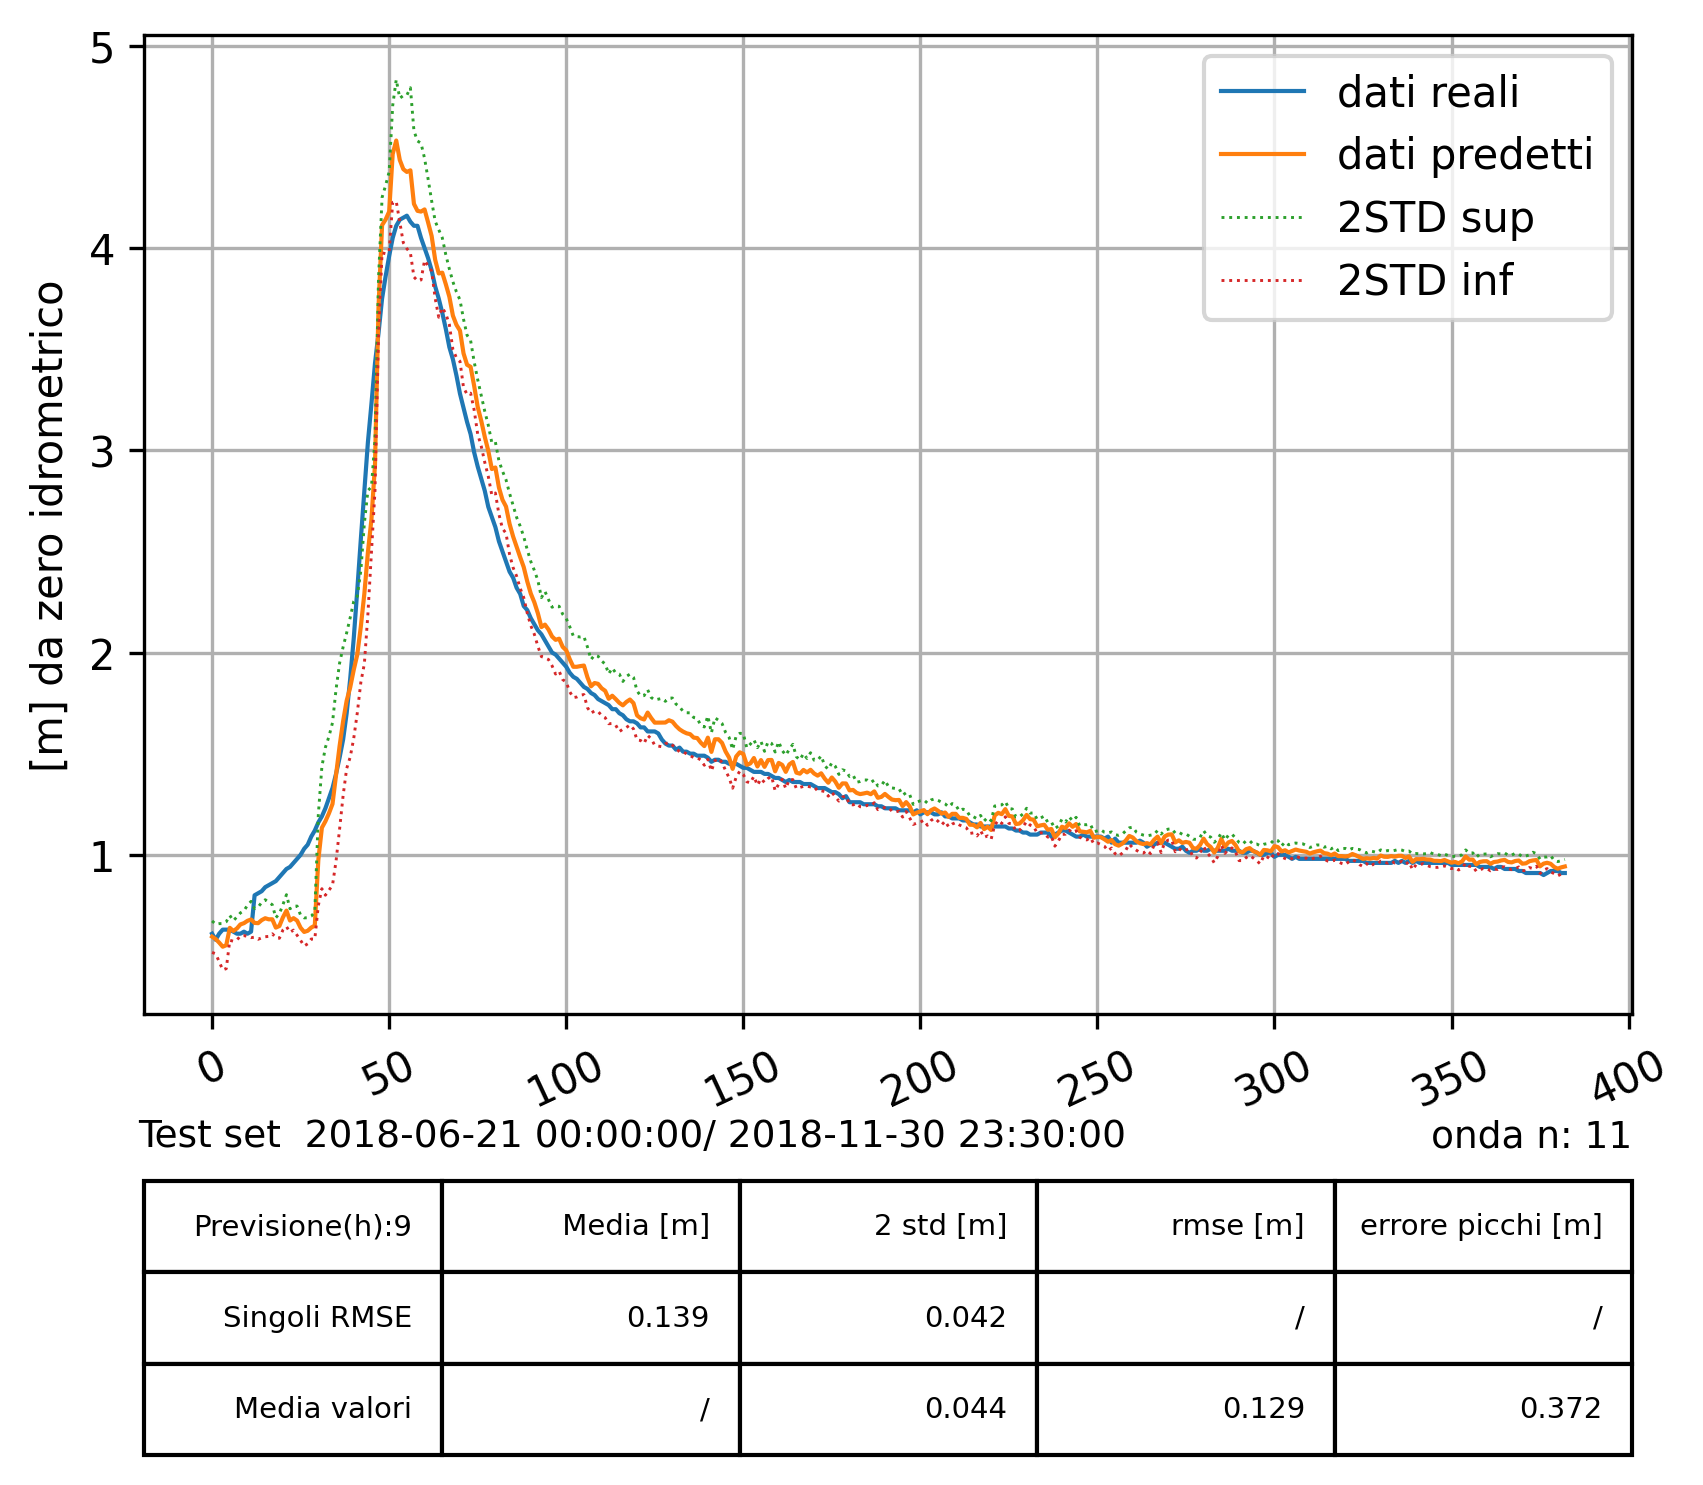 5
4
3
2
1
[m] da zero idrometrico
dati reali
dati predetti
2STD sup
2STD inf
0 50 100 150 200 250 300 350 400
Test set  2018-06-21 00:00:00/ 2018-11-30 23:30:00 onda n: 11
Previsione(h):9 Media [m] 2 std [m] rmse [m] errore picchi [m]
Singoli RMSE 0.139 0.042 / /
Media valori / 0.044 0.129 0.372